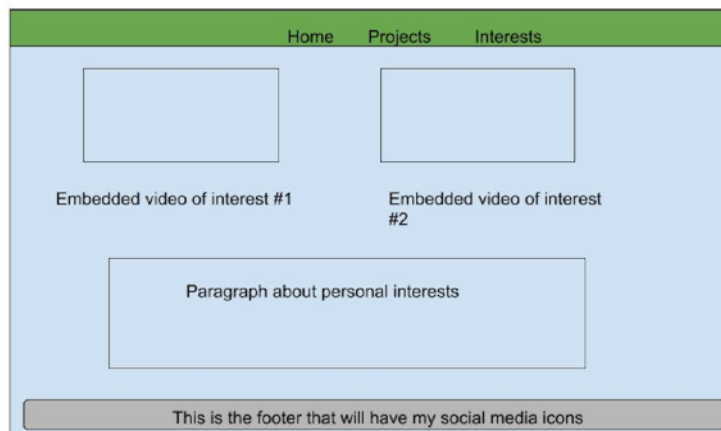 Home Projects Interests
Embedded video of interest #1
Embedded video of interest
#2
Paragraph about personal interests
This is the footer that will have my social media icons